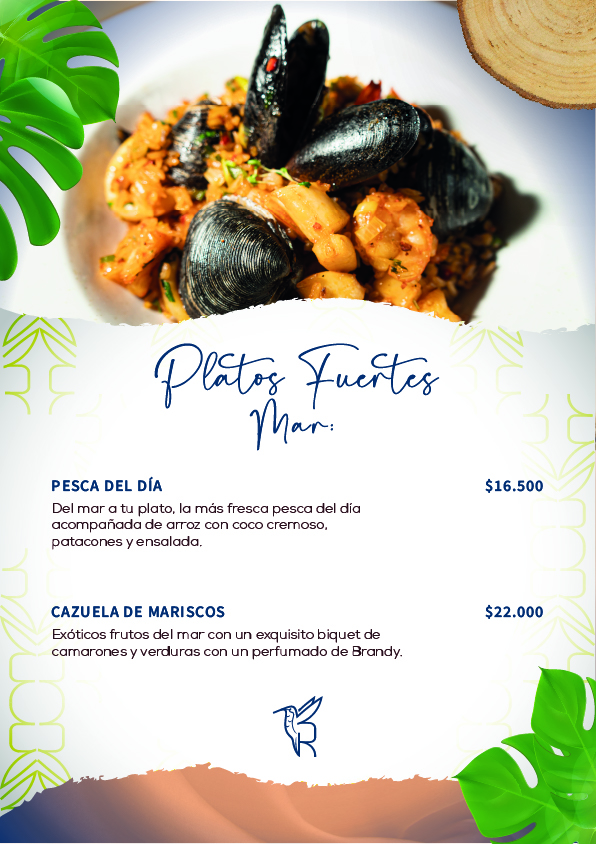 Platos Fuertes
Mar:
PESCA DEL DÍA $16.500
Del mar a tu plato, la más fresca pesca del día
acompañada de arroz con coco cremoso,
patacones y ensalada.
CAZUELA DE MARISCOS $22.000
Exóticos frutos del mar con un exquisito biquet de
camarones y verduras con un perfumado de Brandy.